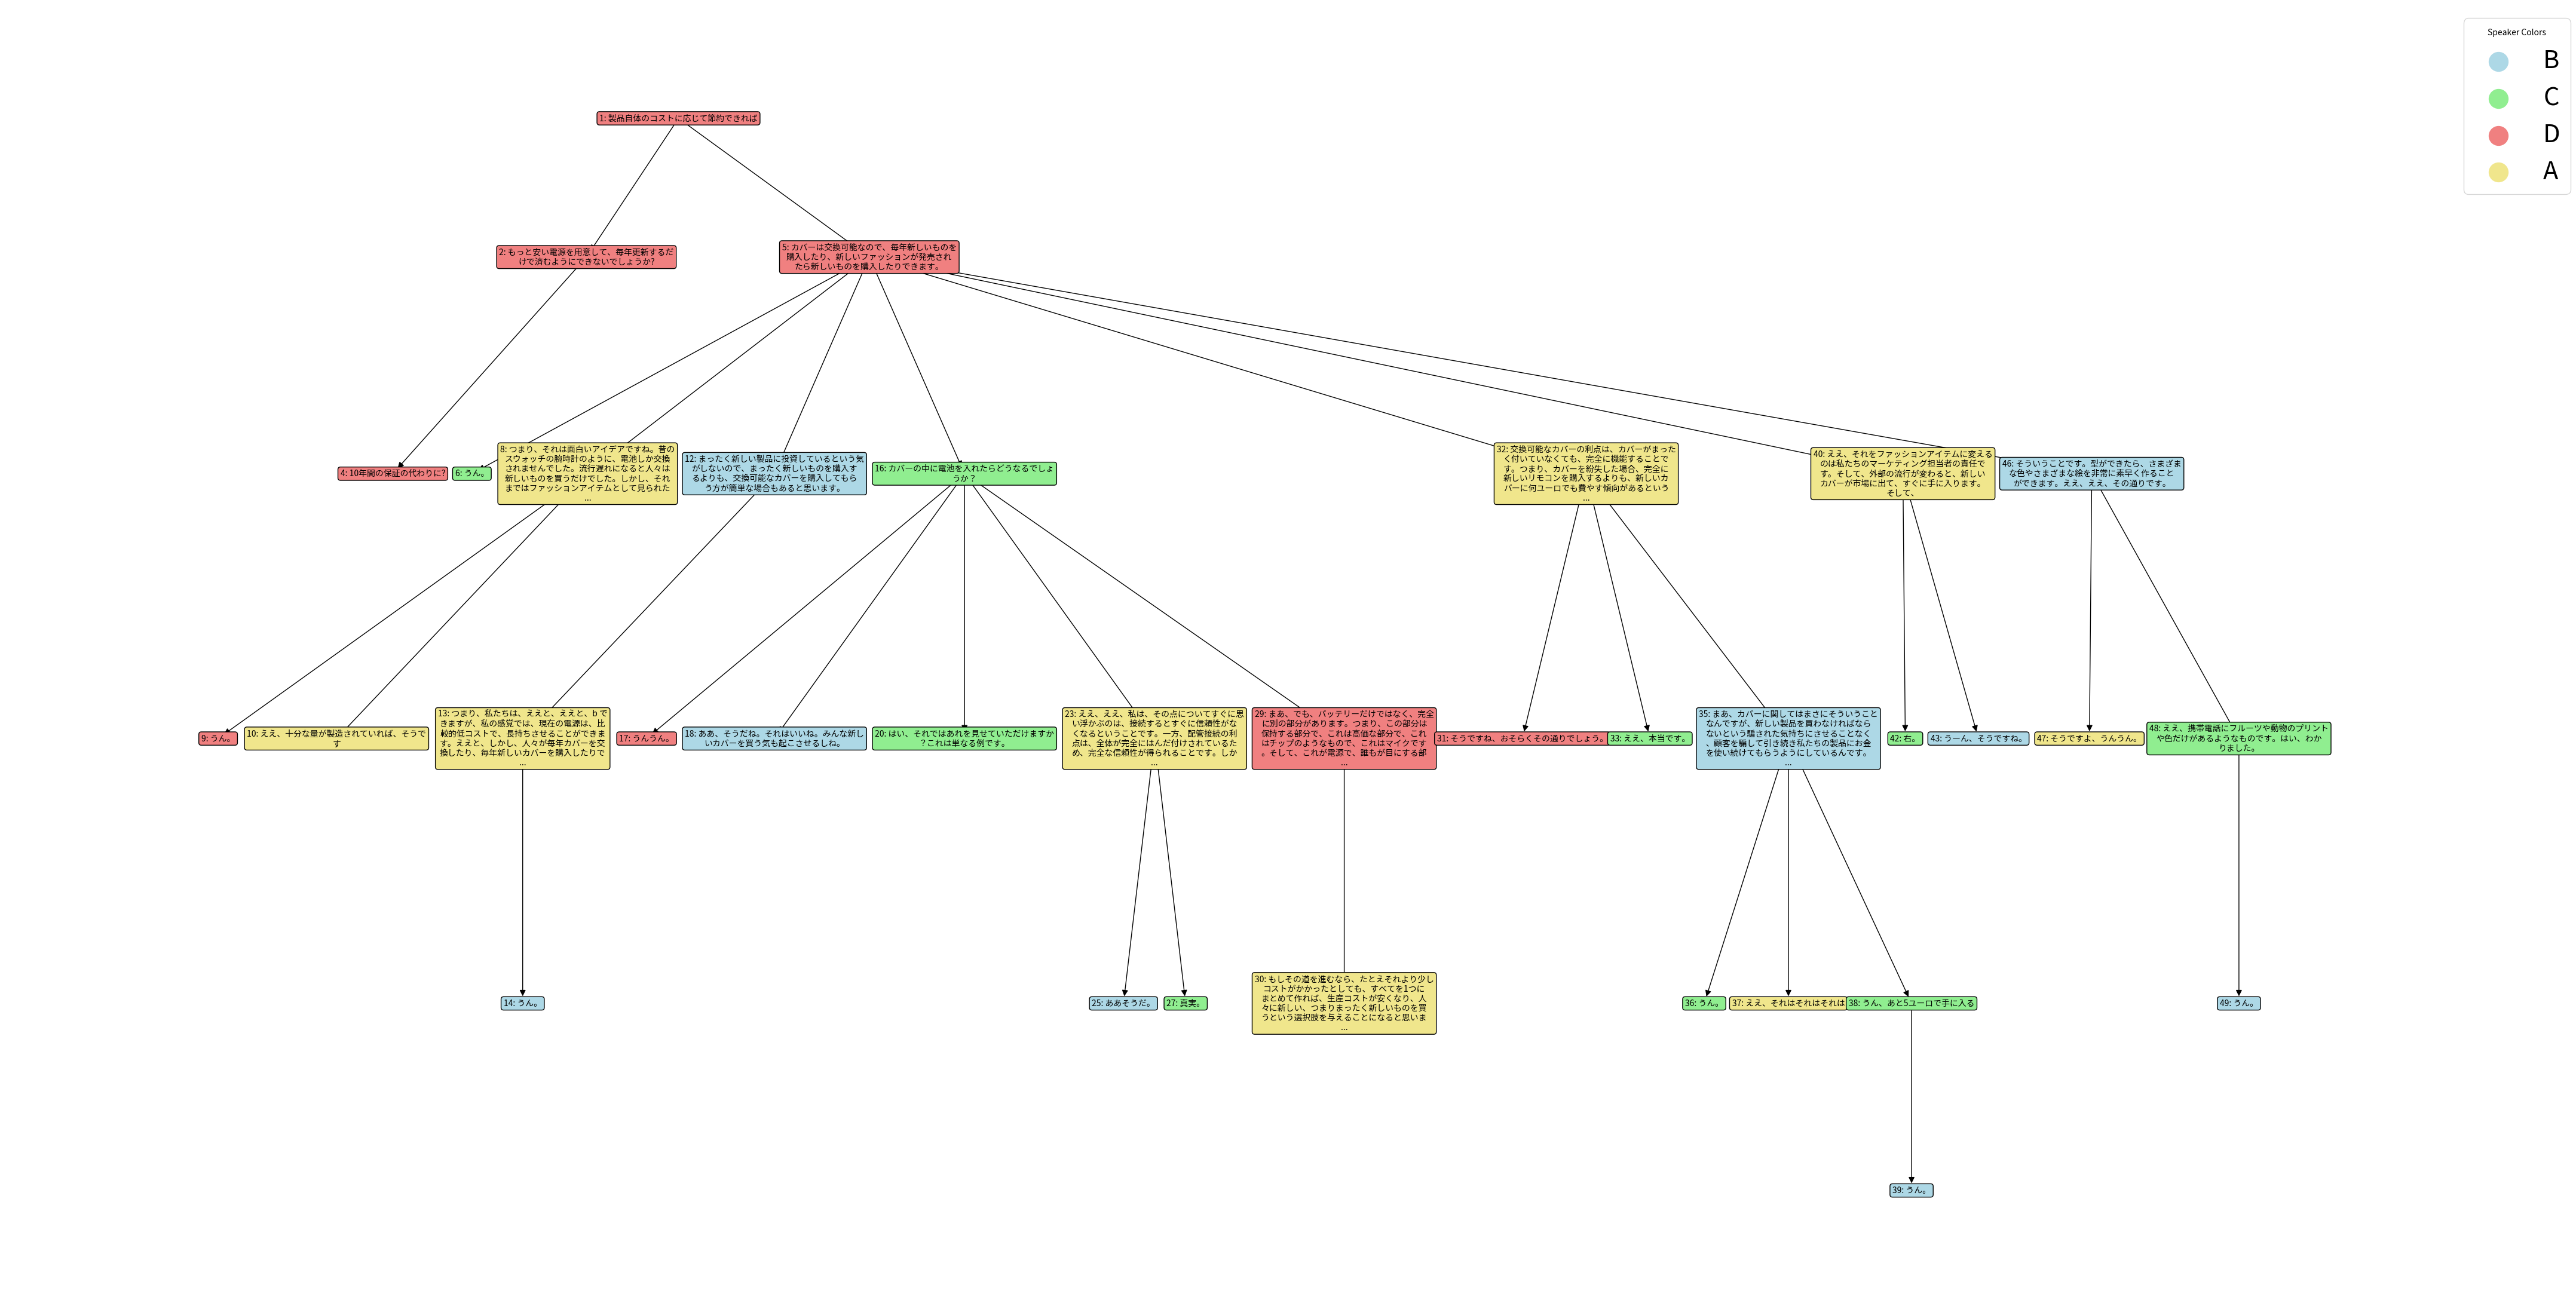 Speaker Colors
B
C
D
A
1: 製品自体のコストに応じて節約できれば
2: もっと安い電源を用意して、毎年更新するだ
けで済むようにできないでしょうか?
5: カバーは交換可能なので、毎年新しいものを
購入したり、新しいファッションが発売され
たら新しいものを購入したりできます。
4: 10年間の保証の代わりに?
6: うん。
8: つまり、それは面白いアイデアですね。昔の
スウォッチの腕時計のように、電池しか交換
されませんでした。流行遅れになると人々は
新しいものを買うだけでした。しかし、それ
まではファッションアイテムとして見られた
...
12: まったく新しい製品に投資しているという気
がしないので、まったく新しいものを購入す
るよりも、交換可能なカバーを購入してもら
う方が簡単な場合もあると思います。
16: カバーの中に電池を入れたらどうなるでしょ
うか？
32: 交換可能なカバーの利点は、カバーがまった
く付いていなくても、完全に機能することで
す。つまり、カバーを紛失した場合、完全に
新しいリモコンを購入するよりも、新しいカ
バーに何ユーロでも費やす傾向があるという
...
40: ええ、それをファッションアイテムに変える
のは私たちのマーケティング担当者の責任で
す。そして、外部の流行が変わると、新しい
カバーが市場に出て、すぐに手に入ります。
そして、
46: そういうことです。型ができたら、さまざま
な色やさまざまな絵を非常に素早く作ること
ができます。ええ、ええ、その通りです。
9: うん。
10: ええ、十分な量が製造されていれば、そうで
す
13: つまり、私たちは、ええと、ええと、b で
きますが、私の感覚では、現在の電源は、比
較的低コストで、長持ちさせることができま
す。ええと、しかし、人々が毎年カバーを交
換したり、毎年新しいカバーを購入したりで
...
17: うんうん。
18: ああ、そうだね。それはいいね。みんな新し
いカバーを買う気も起こさせるしね。
20: はい、それではあれを見せていただけますか
？これは単なる例です。
23: ええ、ええ、私は、その点についてすぐに思
い浮かぶのは、接続するとすぐに信頼性がな
くなるということです。一方、配管接続の利
点は、全体が完全にはんだ付けされているた
め、完全な信頼性が得られることです。しか
...
29: まあ、でも、バッテリーだけではなく、完全
に別の部分があります。つまり、この部分は
保持する部分で、これは高価な部分で、これ
はチップのようなもので、これはマイクです
。そして、これが電源で、誰もが目にする部
...
31: そうですね、おそらくその通りでしょう。
33: ええ、本当です。
35: まあ、カバーに関してはまさにそういうこと
なんですが、新しい製品を買わなければなら
ないという騙された気持ちにさせることなく
、顧客を騙して引き続き私たちの製品にお金
を使い続けてもらうようにしているんです。
...
42: 右。
43: うーん、そうですね。
47: そうですよ、うんうん。
48: ええ、携帯電話にフルーツや動物のプリント
や色だけがあるようなものです。はい、わか
りました。
14: うん。
25: ああそうだ。
27: 真実。
30: もしその道を進むなら、たとえそれより少し
コストがかかったとしても、すべてを1つに
まとめて作れば、生産コストが安くなり、人
々に新しい、つまりまったく新しいものを買
うという選択肢を与えることになると思いま
...
36: うん。
37: ええ、それはそれはそれは
38: うん、あと5ユーロで手に入る
49: うん。
39: うん。